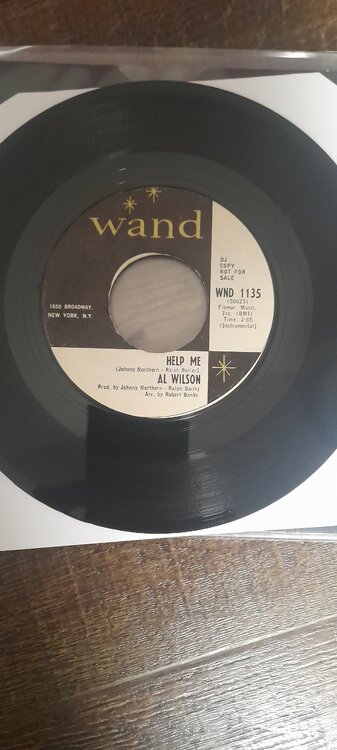 wand
1650 BROADWAY,
NEW YORK, N.Y.
DJ
COPY
NOT FOR
SALE
WND 1135
(50623)
Flomar Music,
Inc. (BMI)
Time: 2:05
(Instrumental)
HELP ME
(Johnny Northern - Ralph Bailey)
AL WILSON
Prod. by Johnny Northern - Ralph Bailey
Arr. by Robert Banks